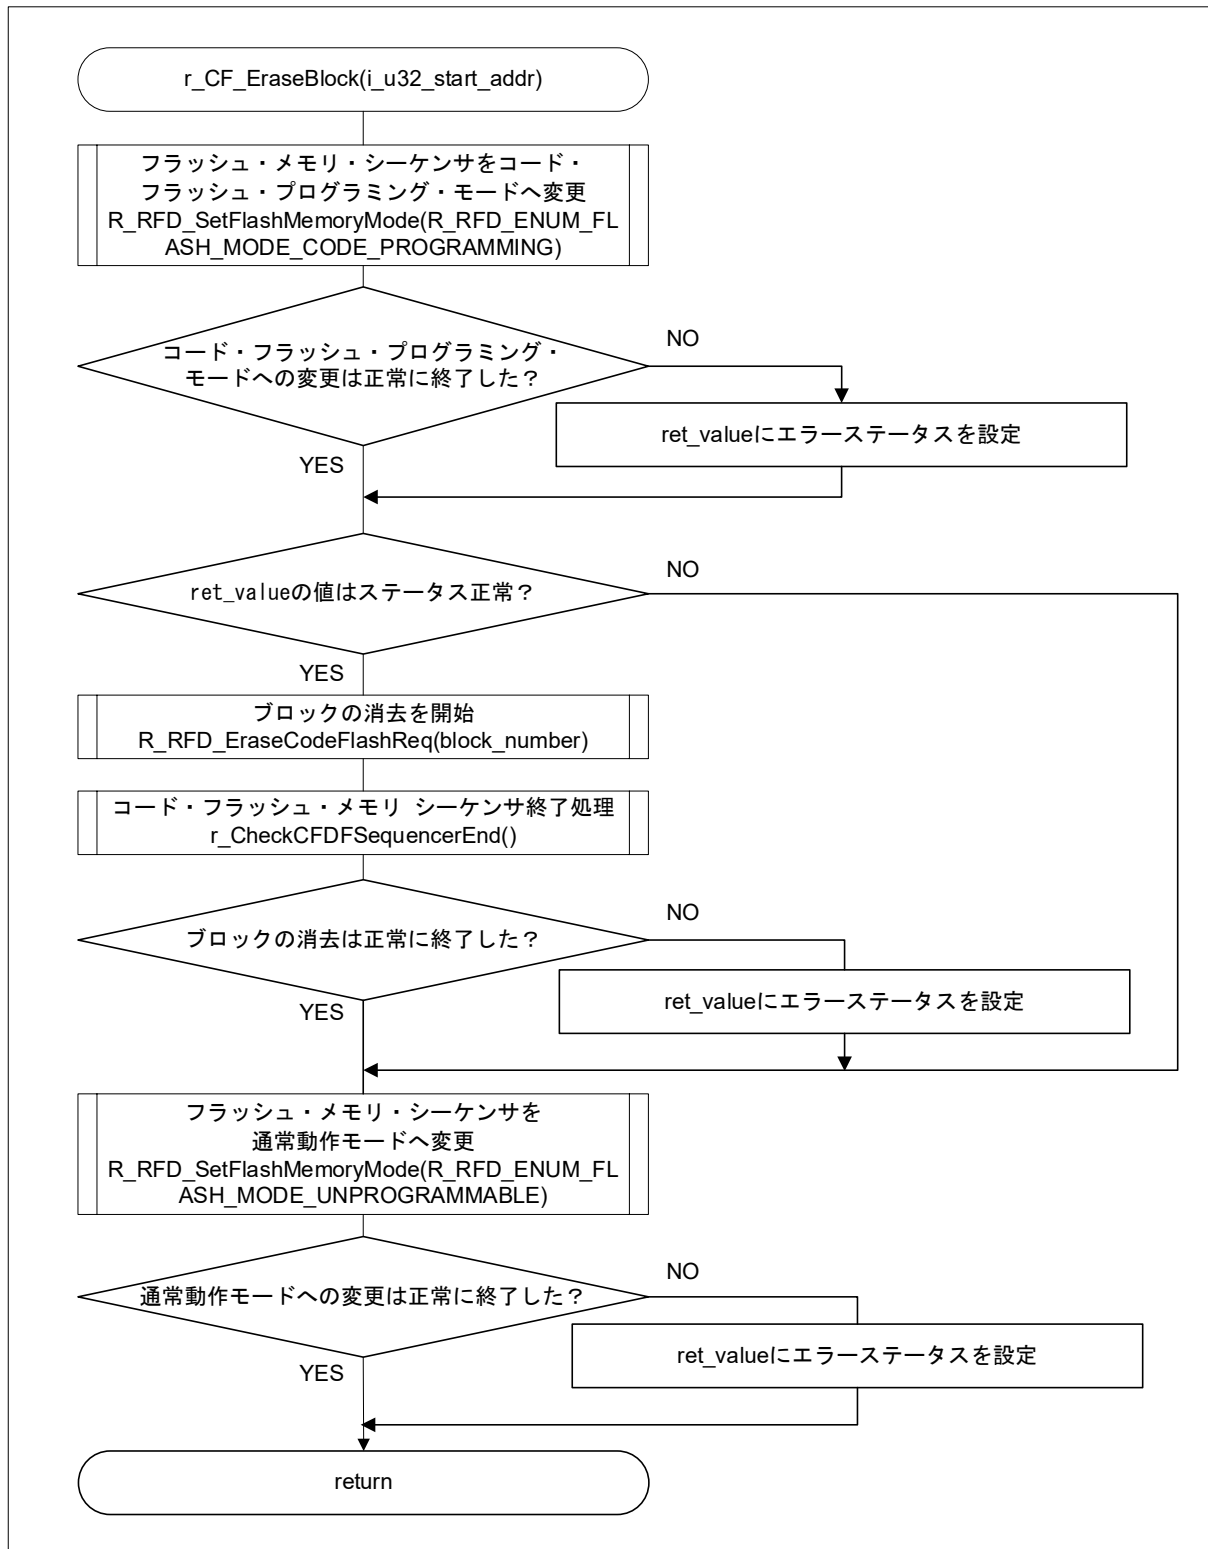 r_CF_EraseBlock(i_u32_start_addr)
フラッシュ・メモリ・シーケンサをコード・
フラッシュ・プログラミング・モードへ変更
R_RFD_SetFlashMemoryMode(R_RFD_ENUM_FL
ASH_MODE_CODE_PROGRAMMING)
コード・フラッシュ・プログラミング・
モードへの変更は正常に終了した？
NO
ret_valueにエラーステータスを設定
YES
ret_valueの値はステータス正常？
NO
YES
ブロックの消去を開始
R_RFD_EraseCodeFlashReq(block_number)
コード・フラッシュ・メモリ シーケンサ終了処理
r_CheckCFDFSequencerEnd()
ブロックの消去は正常に終了した？
NO
ret_valueにエラーステータスを設定
YES
フラッシュ・メモリ・シーケンサを
通常動作モードへ変更
R_RFD_SetFlashMemoryMode(R_RFD_ENUM_FL
ASH_MODE_UNPROGRAMMABLE)
通常動作モードへの変更は正常に終了した？
NO
ret_valueにエラーステータスを設定
YES
return